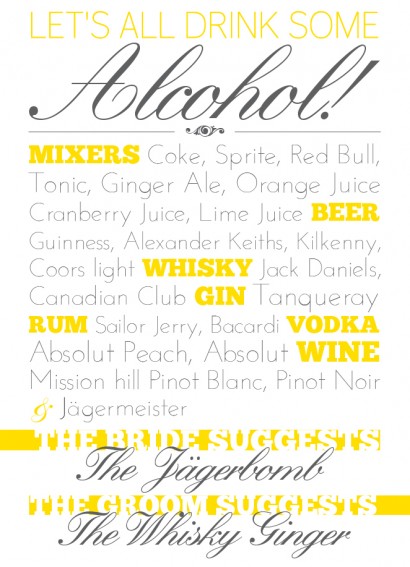 LET'S ALL DRINK SOME
Alcohol!
MIXERS Coke, Sprite, Red Bull,
Tonic, Ginger Ale, Orange Juice
Cranberry Juice, Lime Juice BEER
Guinness, Alexander Keiths, Kilkenny,
Coors light WHISKY Jack Daniels,
Canadian Club GIN Tanqueray
RUM Sailor Jerry, Bacardi VODKA
Absolut Peach, Absolut WINE
Mission hill Pinot Blanc, Pinot Noir
& Jägermeister
THE BRIDE SUGGESTS
The Jägerbomb
THE GROOM SUGGESTS
The Whisky Ginger